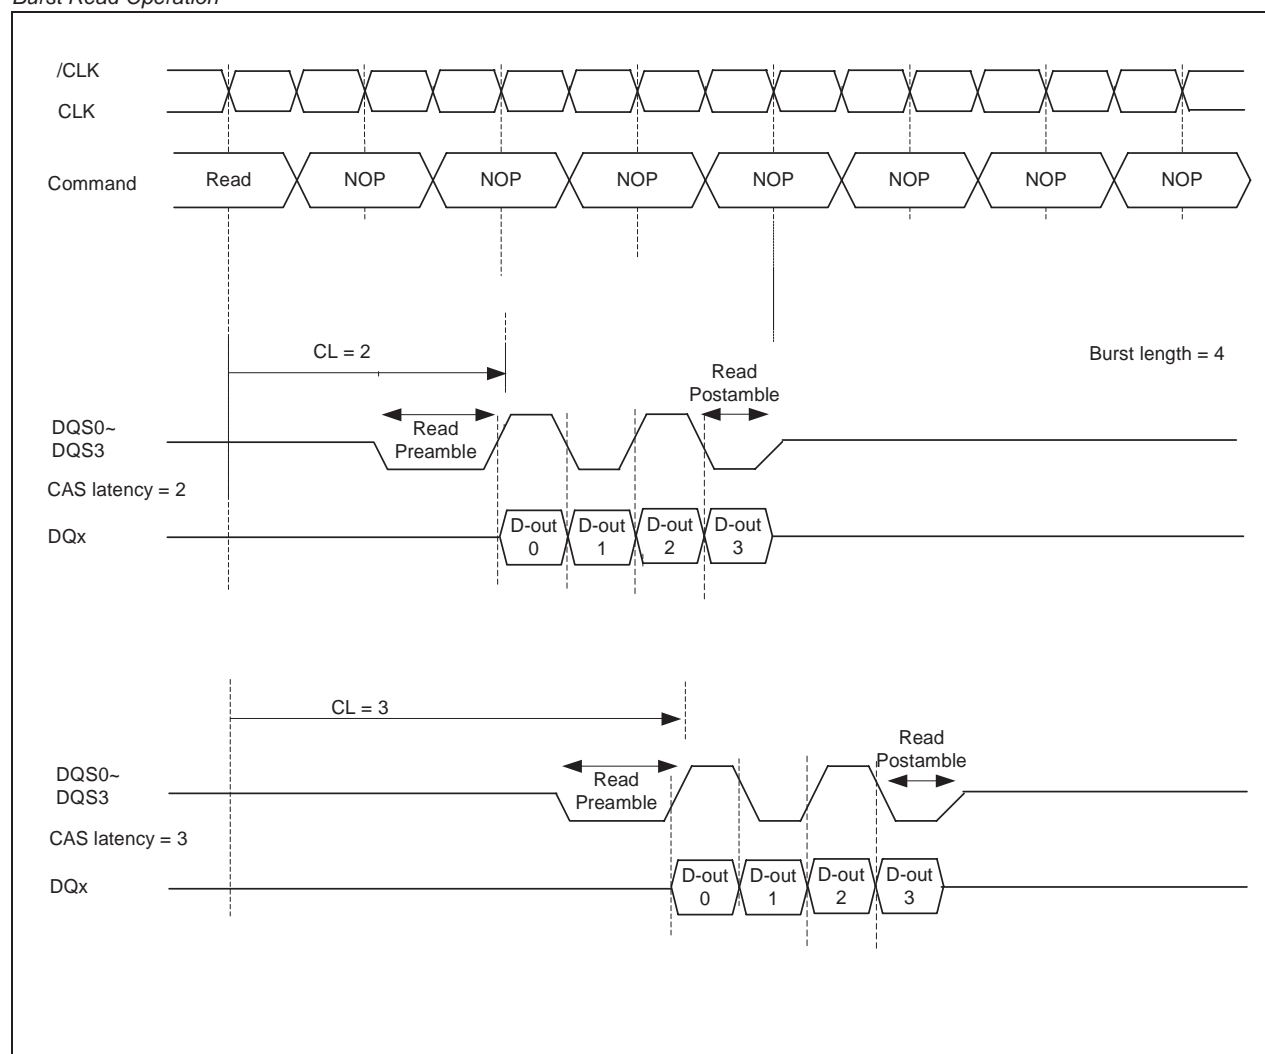 Burst Read Operation
/CLK
CLK
Command Read NOP NOP NOP NOP NOP NOP NOP
CL = 2
Burst length = 4
Read
Postamble
DQS0~
DQS3
Read
Preamble
CAS latency = 2
DQx
D-out D-out D-out D-out
0 1 2 3
CL = 3
Read
Postamble
DQS0~
DQS3
Read
Preamble
CAS latency = 3
DQx
D-out D-out D-out D-out
0 1 2 3